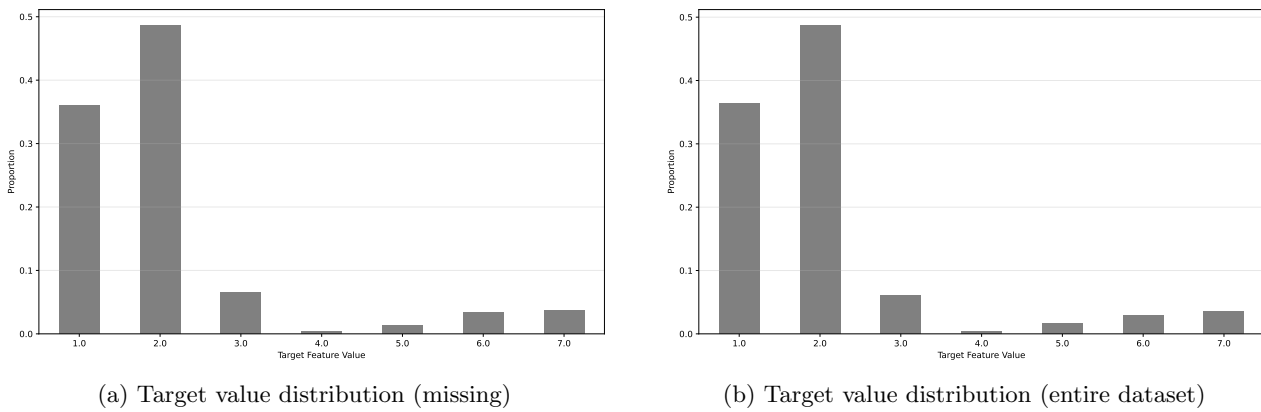 0.5
0.4
0.3
0.2
0.1
0.0
Proportion
1.0 2.0 3.0 4.0 5.0 6.0 7.0
Target Feature Value
(a) Target value distribution (missing)
0.5
0.4
0.3
0.2
0.1
0.0
Proportion
1.0 2.0 3.0 4.0 5.0 6.0 7.0
Target Feature Value
(b) Target value distribution (entire dataset)